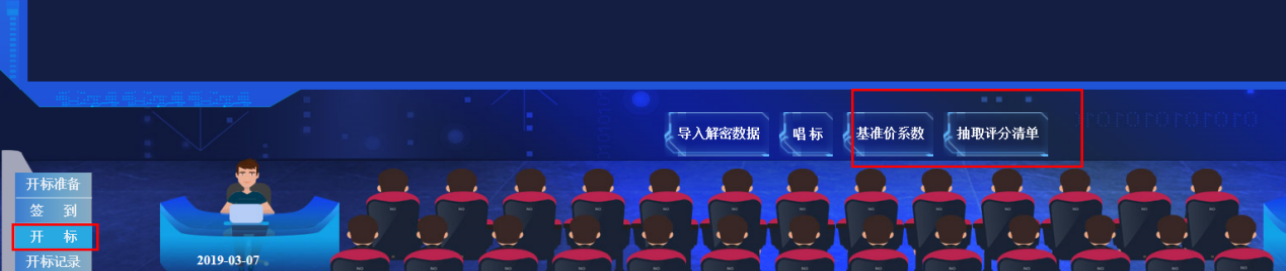 导入解密数据 唱标 基准价系数 抽取评分清单
开标准备
签 到
开 标
开标记录
2019-03-07